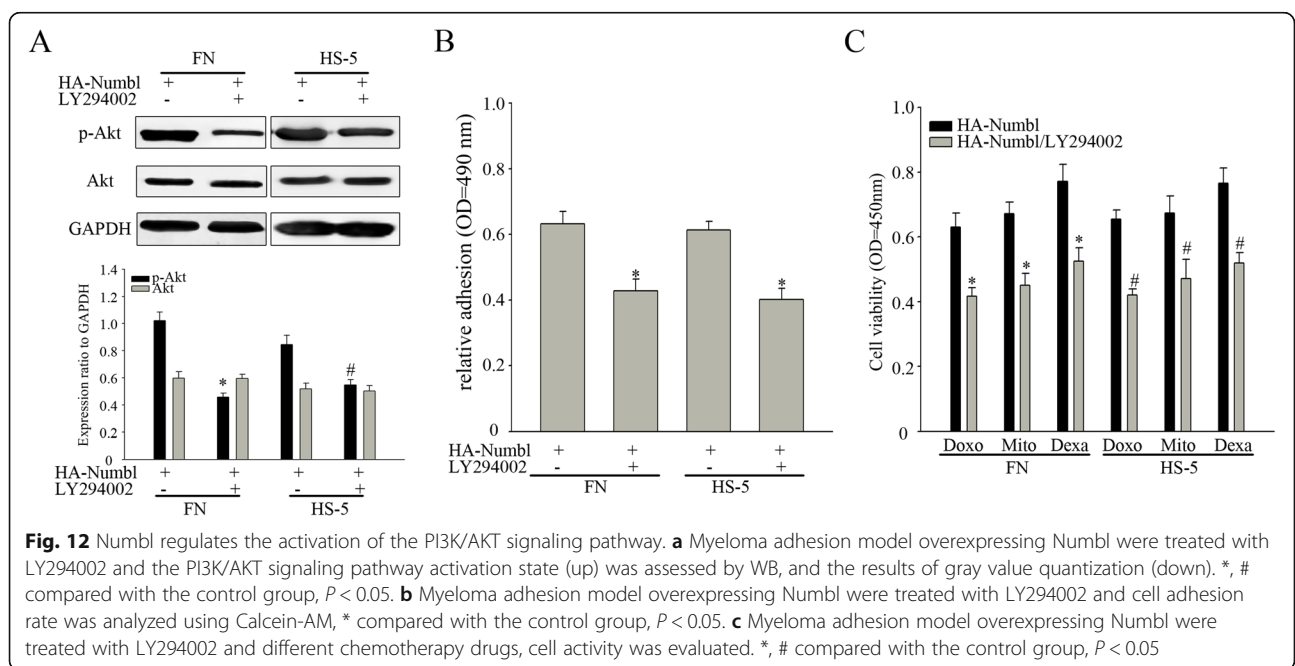 A
FN HS-5
HA-Numbl + + + +
LY294002 - + - +
p-Akt
Akt
GAPDH
1.4
1.2
1.0
0.8
0.6
0.4
0
Expression ratio to GAPDH
p-Akt
Akt
*
#
HA-Numbl + + + +
LY294002 - + - +
FN HS-5
B
1.0
0.8
0.6
0.4
0.2
0
relative adhesion (OD=490 nm)
*
*
HA-Numbl + + + +
LY294002 - + - +
FN HS-5
C
1.0
0.8
0.6
0.4
0.2
0
Cell viability (OD=450nm)
HA-Numbl
HA-Numbl/LY294002
* * * # # #
Doxo Mito Dexa Doxo Mito Dexa
FN HS-5
Fig. 12 Numbl regulates the activation of the PI3K/AKT signaling pathway. a Myeloma adhesion model overexpressing Numbl were treated with
LY294002 and the PI3K/AKT signaling pathway activation state (up) was assessed by WB, and the results of gray value quantization (down). *, #
compared with the control group, P < 0.05. b Myeloma adhesion model overexpressing Numbl were treated with LY294002 and cell adhesion
rate was analyzed using Calcein-AM, * compared with the control group, P < 0.05. c Myeloma adhesion model overexpressing Numbl were
treated with LY294002 and different chemotherapy drugs, cell activity was evaluated. *, # compared with the control group, P < 0.05